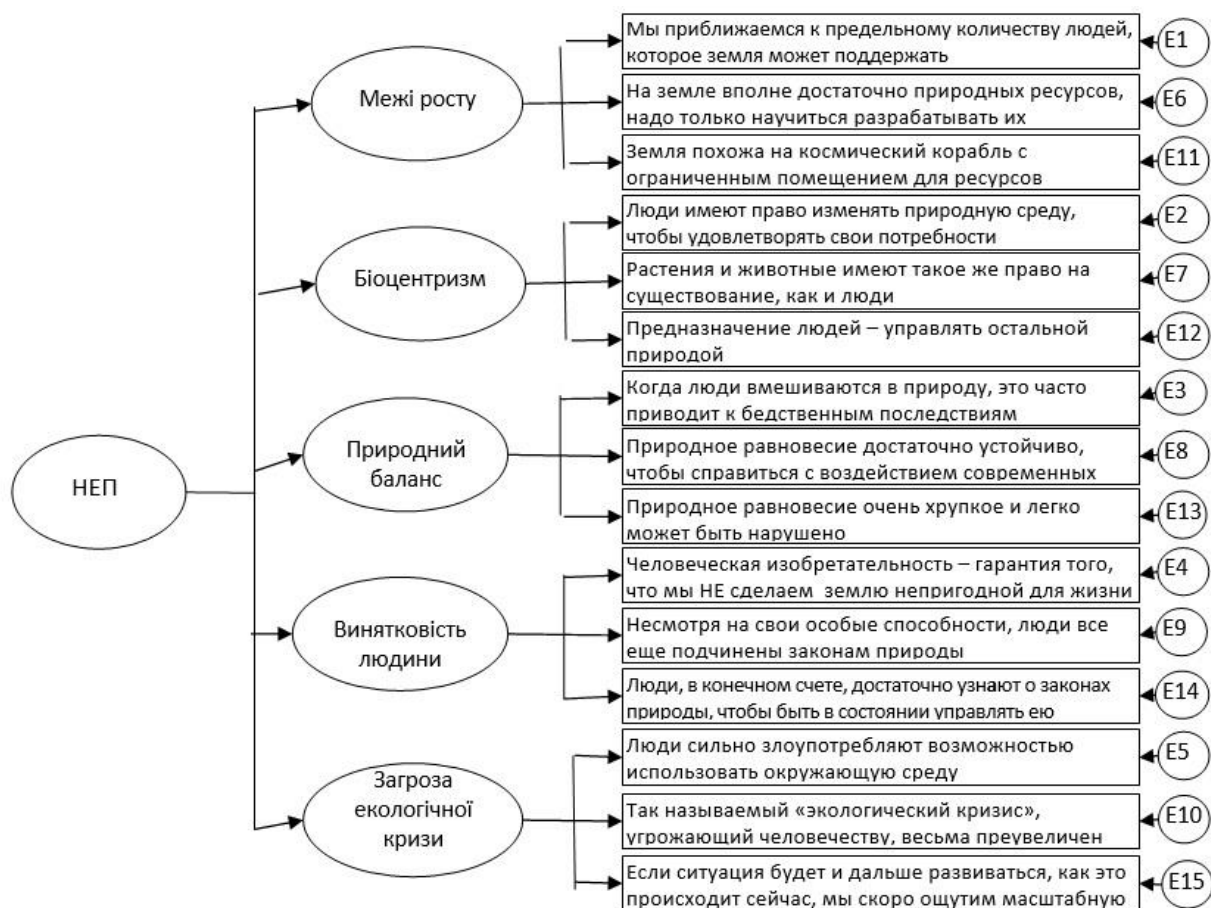 НЕП
Межі росту
Мы приближаемся к предельному количеству людей,
которое земля может поддержать
E1
На земле вполне достаточно природных ресурсов,
надо только научиться разрабатывать их
E6
Земля похожа на космический корабль с
ограниченным помещением для ресурсов
E11
Біоцентризм
Люди имеют право изменять природную среду,
чтобы удовлетворять свои потребности
E2
Растения и животные имеют такое же право на
существование, как и люди
E7
Предназначение людей – управлять остальной
природой
E12
Природний
баланс
Когда люди вмешиваются в природу, это часто
приводит к бедственным последствиям
E3
Природное равновесие достаточно устойчиво,
чтобы справиться с воздействием современных
E8
Природное равновесие очень хрупкое и легко
может быть нарушено
E13
Винятковість
людини
Человеческая изобретательность – гарантия того,
что мы НЕ сделаем землю непригодной для жизни
E4
Несмотря на свои особые способности, люди все
еще подчинены законам природы
E9
Люди, в конечном счете, достаточно узнают о законах
природы, чтобы быть в состоянии управлять ею
E14
Загроза
екологічної
кризи
Люди сильно злоупотребляют возможностью
использовать окружающую среду
E5
Так называемый «экологический кризис»,
угрожающий человечеству, весьма преувеличен
E10
Если ситуация будет и дальше развиваться, как это
происходит сейчас, мы скоро ощутим масштабную
E15